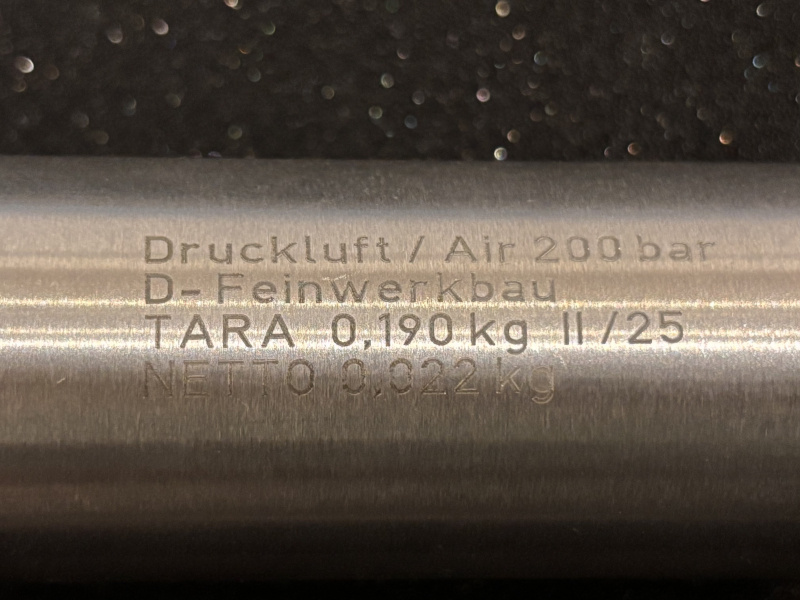 Druckluft / Air 200 bar
D-Feinwerkbau
TARA 0,190 kg II/25
NETTO 0,022 kg